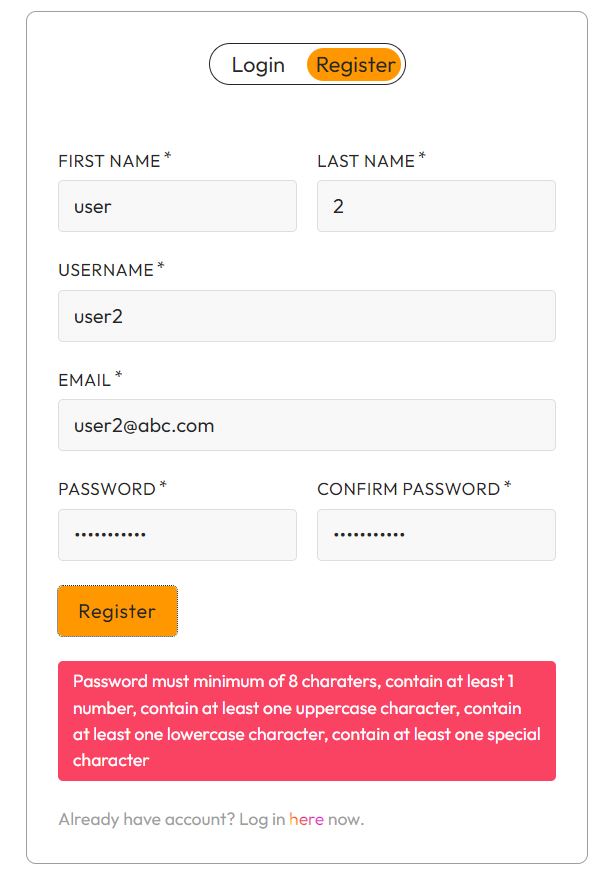 Login Register
FIRST NAME * LAST NAME *
user 2
USERNAME *
user2
EMAIL *
user2@abc.com
PASSWORD * CONFIRM PASSWORD *
••••••••••• •••••••••••
Register
Password must minimum of 8 charaters, contain at least 1
number, contain at least one uppercase character, contain
at least one lowercase character, contain at least one special
character
Already have account? Log in here now.